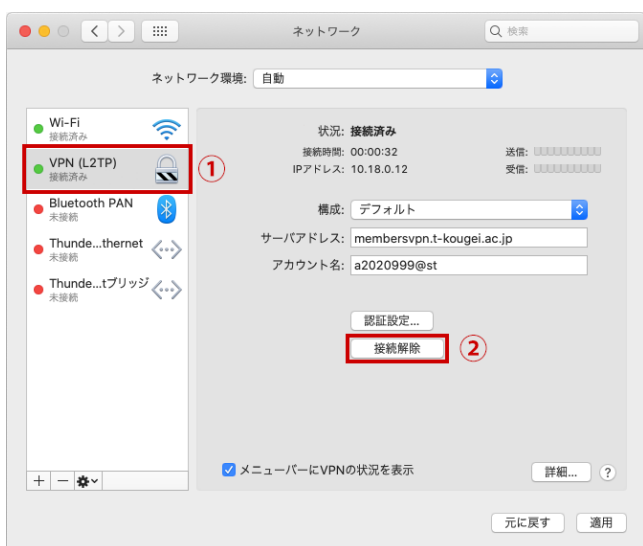 ネットワーク
検索
ネットワーク環境: 自動
Wi-Fi
接続済み
VPN (L2TP)
接続済み
①
Bluetooth PAN
未接続
Thunde...thernet
未接続
Thunde...tブリッジ
未接続
状況: 接続済み
接続時間: 00:00:32
送信:
IPアドレス: 10.18.0.12
受信:
構成: デフォルト
サーバアドレス: membersvpn.t-kougei.ac.jp
アカウント名: a2020999@st
認証設定...
接続解除
②
メニューバーにVPNの状況を表示
詳細...
?
元に戻す
適用